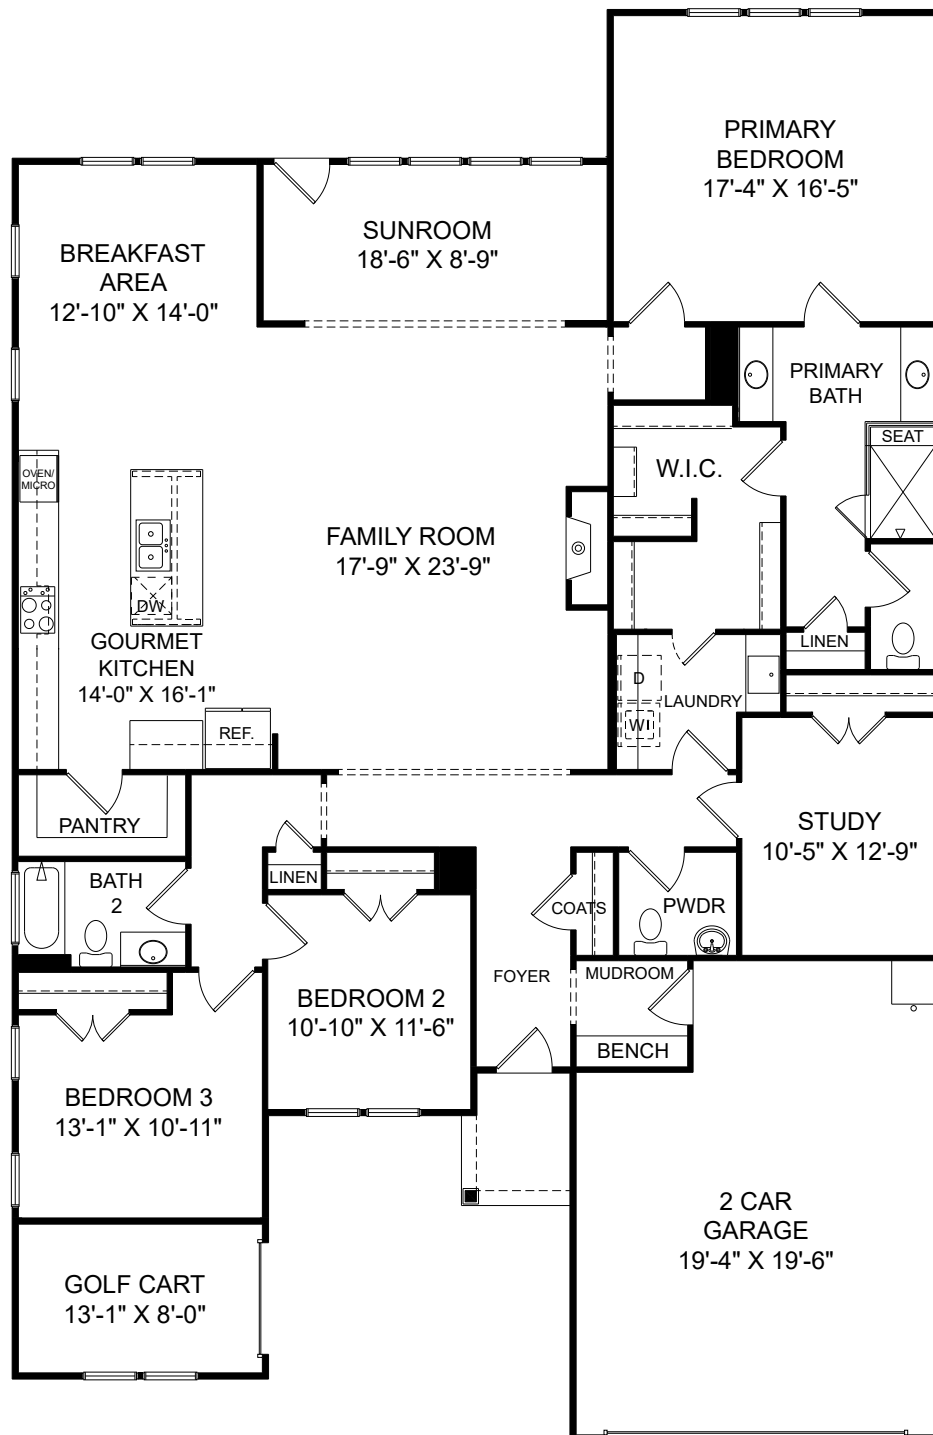 PRIMARY
BEDROOM
17'-4" X 16'-5"
SUNROOM
18'-6" X 8'-9"
BREAKFAST
AREA
12'-10" X 14'-0"
PRIMARY
BATH
SEAT
W.I.C.
OVEN/
MICRO
FAMILY ROOM
17'-9" X 23'-9"
DW
GOURMET
KITCHEN
14'-0" X 16'-1"
LINEN
D
LAUNDRY
WI
REF.
PANTRY
STUDY
10'-5" X 12'-9"
LINEN
BATH
2
COATS
PWDR
FOYER
MUDROOM
BEDROOM 2
10'-10" X 11'-6"
BENCH
BEDROOM 3
13'-1" X 10'-11"
2 CAR
GARAGE
19'-4" X 19'-6"
GOLF CART
13'-1" X 8'-0"